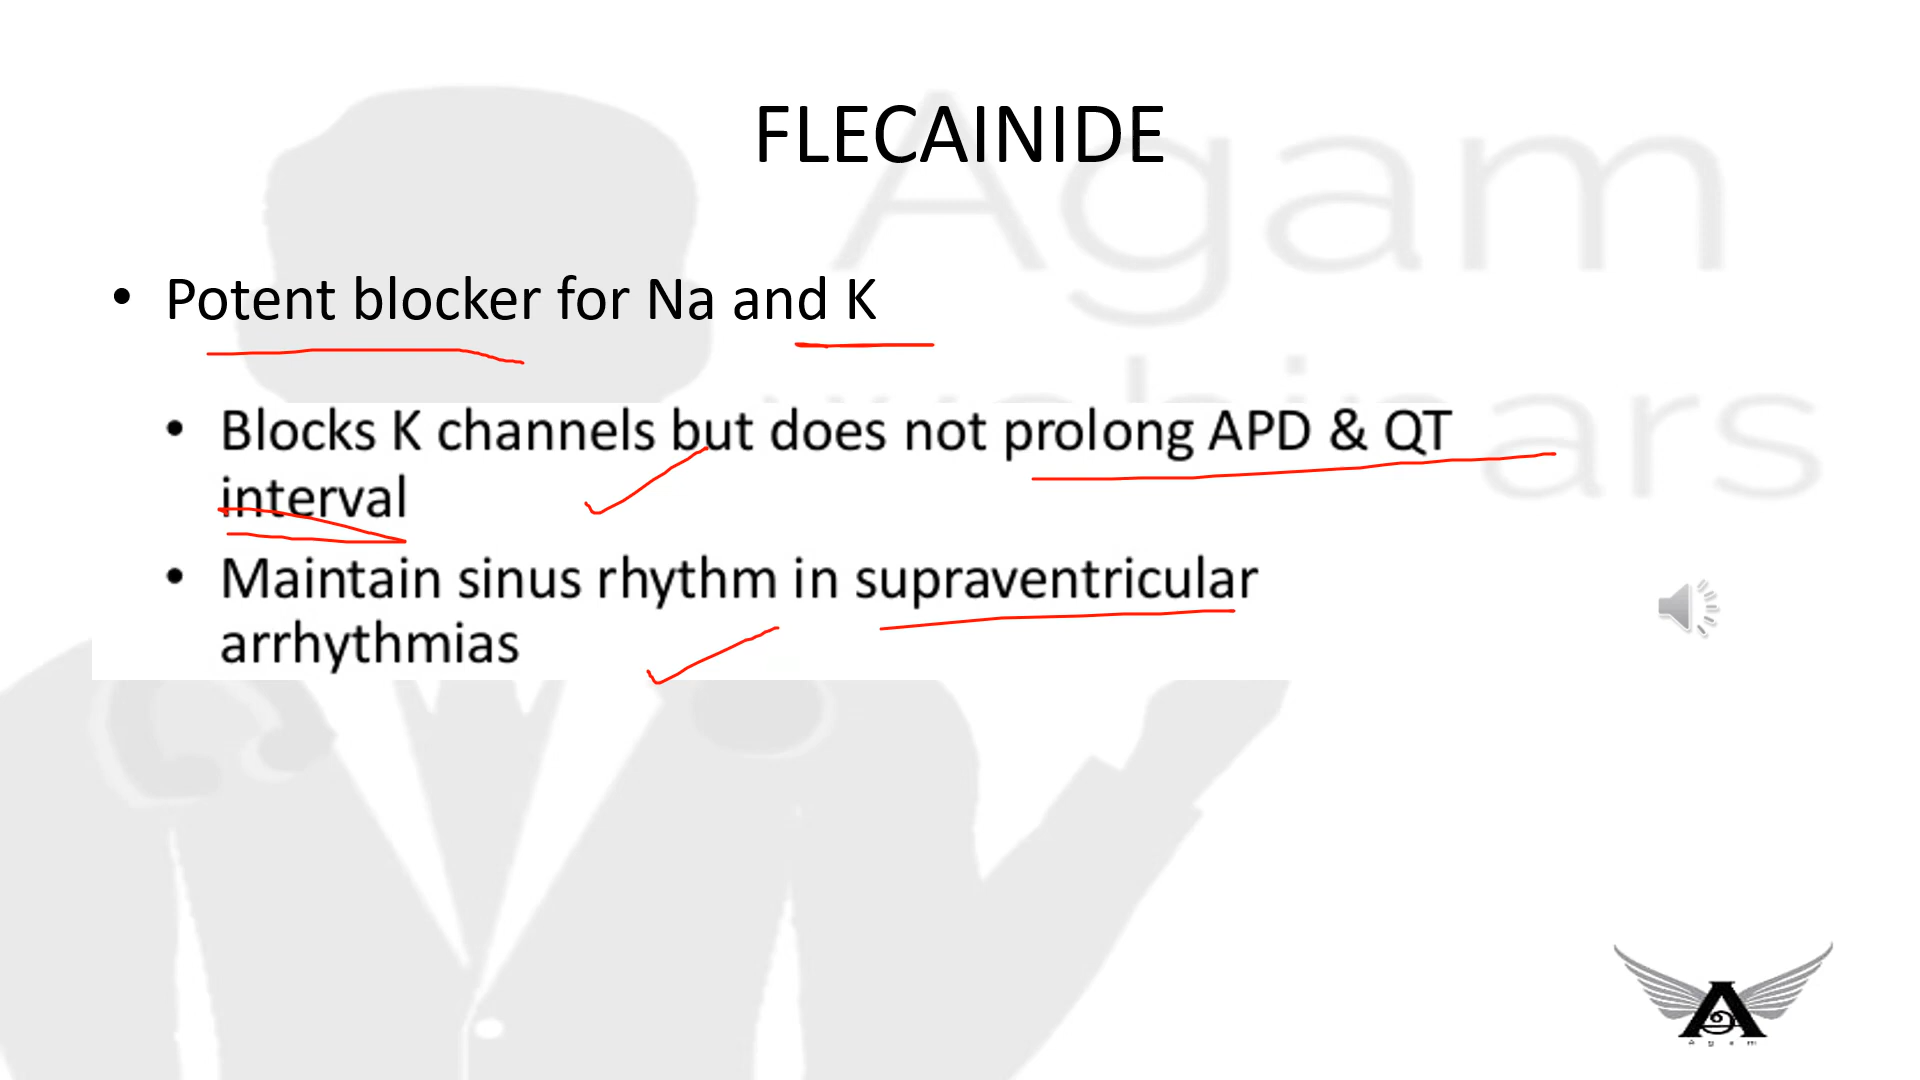 FLECAINIDE
• Potent blocker for Na and K
• Blocks K channels but does not prolong APD & QT
interval
• Maintain sinus rhythm in supraventricular
arrhythmias
Agam
Agam